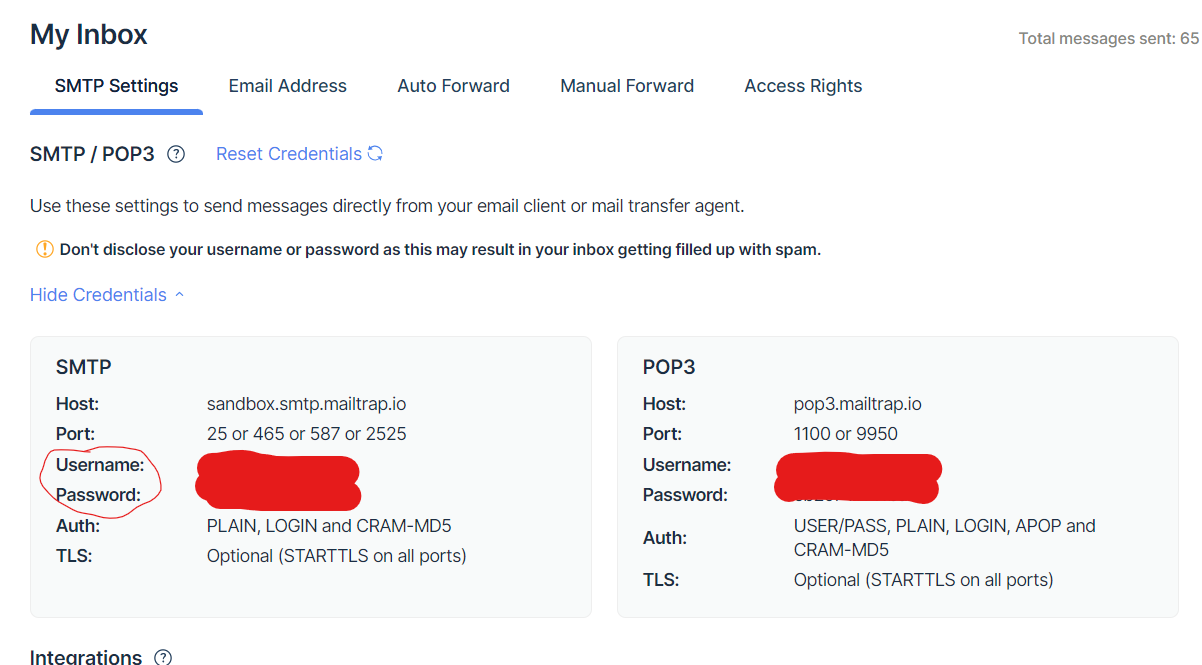 My Inbox
Total messages sent: 65
SMTP Settings Email Address Auto Forward Manual Forward Access Rights
SMTP / POP3 Reset Credentials
Use these settings to send messages directly from your email client or mail transfer agent.
Don't disclose your username or password as this may result in your inbox getting filled up with spam.
Hide Credentials
SMTP
Host: sandbox.smtp.mailtrap.io
Port: 25 or 465 or 587 or 2525
Username:
Password:
Auth: PLAIN, LOGIN and CRAM-MD5
TLS: Optional (STARTTLS on all ports)
POP3
Host: pop3.mailtrap.io
Port: 1100 or 9950
Username:
Password:
Auth: USER/PASS, PLAIN, LOGIN, APOP and
CRAM-MD5
TLS: Optional (STARTTLS on all ports)
Integrations